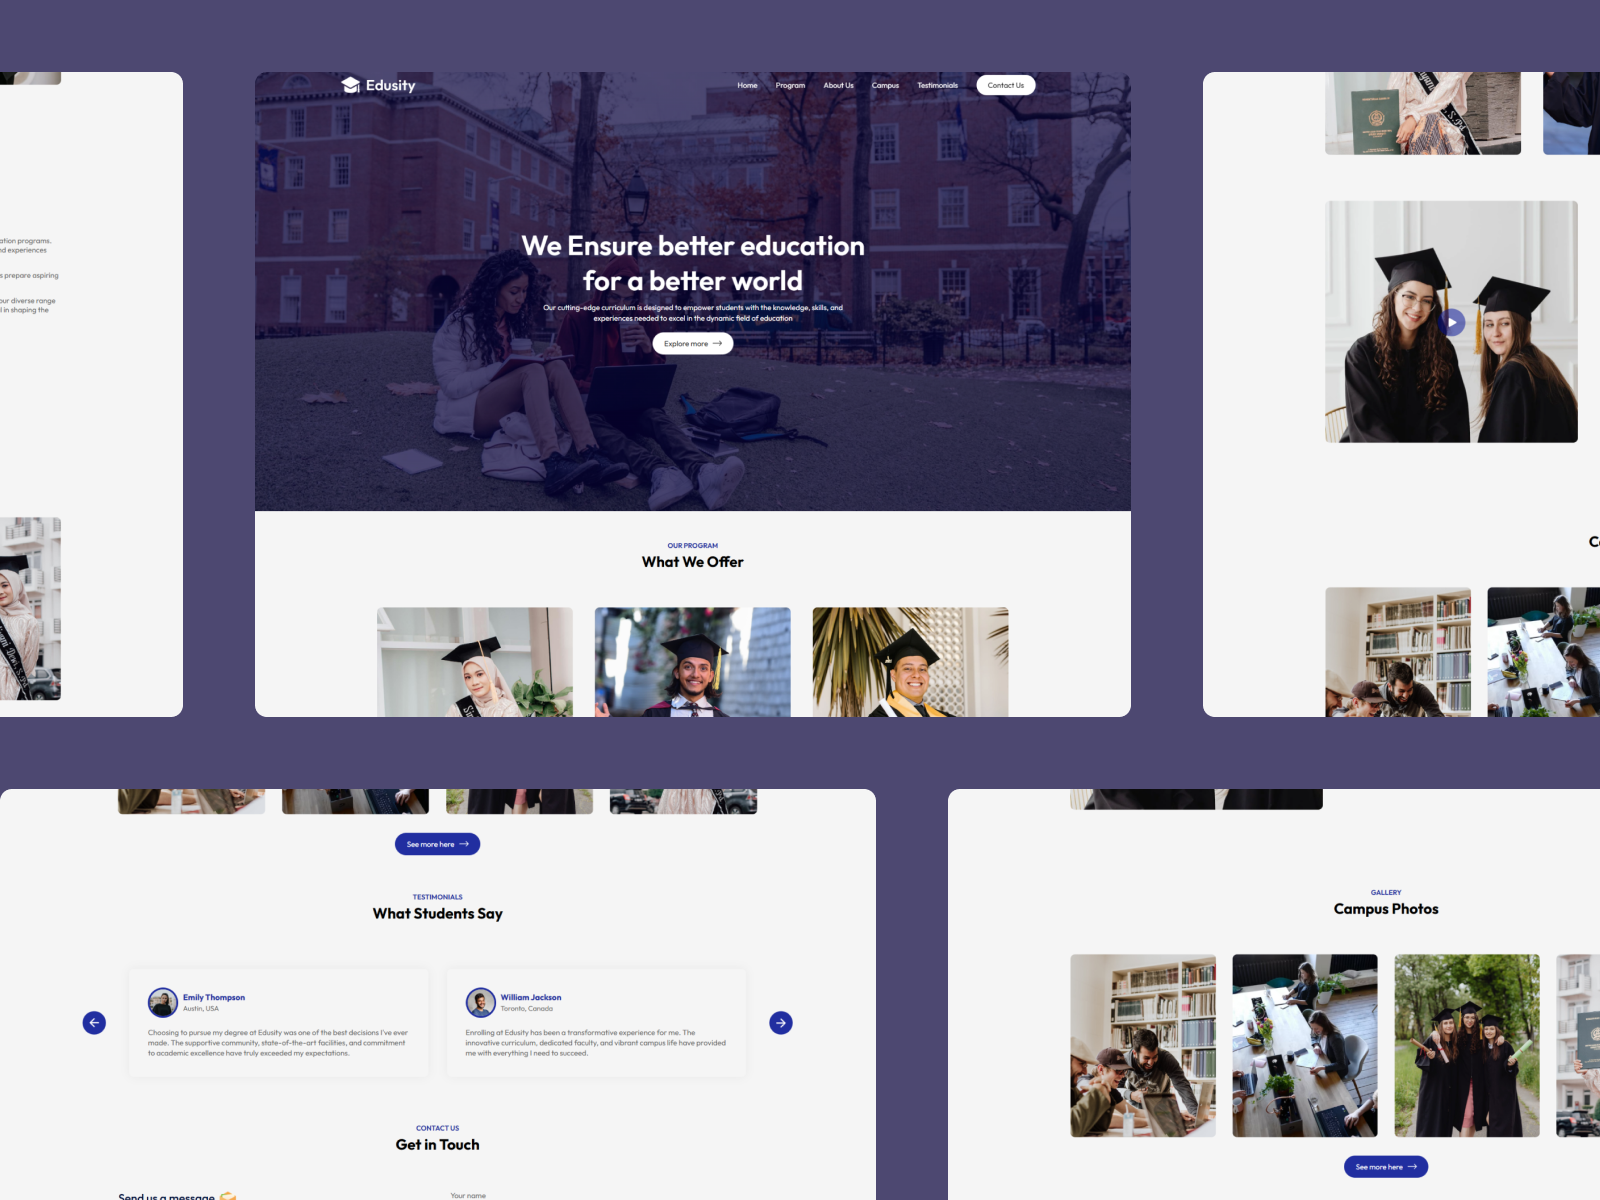 ation programs.
nd experiences
s prepare aspiring
our diverse range
l in shaping the
Edusity
Home
Program
About Us
Campus
Testimonials
Contact Us
We Ensure better education
for a better world
Our cutting-edge curriculum is designed to empower students with the knowledge, skills, and
experiences needed to excel in the dynamic field of education
Explore more
OUR PROGRAM
What We Offer
See more here
TESTIMONIALS
What Students Say
Emily Thompson
Austin, USA
Choosing to pursue my degree at Edusity was one of the best decisions I've ever
made. The supportive community, state-of-the-art facilities, and commitment
to academic excellence have truly exceeded my expectations.
William Jackson
Toronto, Canada
Enrolling at Edusity has been a transformative experience for me. The
innovative curriculum, dedicated faculty, and vibrant campus life have provided
me with everything I need to succeed.
CONTACT US
Get in Touch
Send us a message
Your name
GALLERY
Campus Photos
See more here